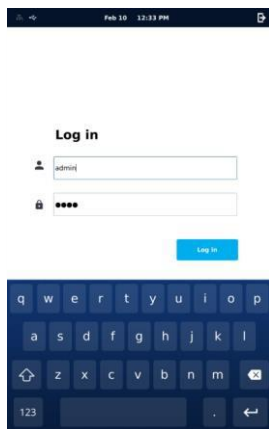 Feb 10 12:33 PM
Log in
admin
Log in
q w e r t y u i o p
a s d f g h j k l
z x c v b n m
123 .